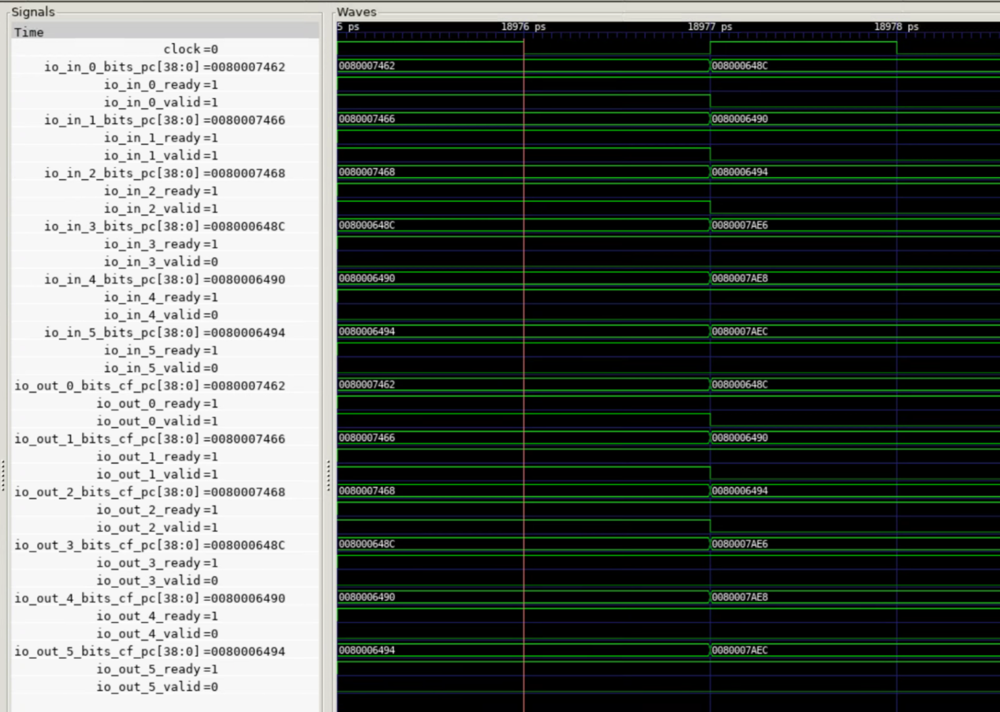 Signals Waves
Time 5 ps 18976 ps 18977 ps 18978 ps
clock=0
io_in_0_bits_pc[38:0]=0080007462 0080007462 008000648C
io_in_0_ready=1
io_in_0_valid=1
io_in_1_bits_pc[38:0]=0080007466 0080007466 0080006490
io_in_1_ready=1
io_in_1_valid=1
io_in_2_bits_pc[38:0]=0080007468 0080007468 0080006494
io_in_2_ready=1
io_in_2_valid=1
io_in_3_bits_pc[38:0]=008000648C 008000648C 0080007AE6
io_in_3_ready=1
io_in_3_valid=0
io_in_4_bits_pc[38:0]=0080006490 0080006490 0080007AE8
io_in_4_ready=1
io_in_4_valid=0
io_in_5_bits_pc[38:0]=0080006494 0080006494 0080007AEC
io_in_5_ready=1
io_in_5_valid=0
io_out_0_bits_cf_pc[38:0]=0080007462 0080007462 008000648C
io_out_0_ready=1
io_out_0_valid=1
io_out_1_bits_cf_pc[38:0]=0080007466 0080007466 0080006490
io_out_1_ready=1
io_out_1_valid=1
io_out_2_bits_cf_pc[38:0]=0080007468 0080007468 0080006494
io_out_2_ready=1
io_out_2_valid=1
io_out_3_bits_cf_pc[38:0]=008000648C 008000648C 0080007AE6
io_out_3_ready=1
io_out_3_valid=0
io_out_4_bits_cf_pc[38:0]=0080006490 0080006490 0080007AE8
io_out_4_ready=1
io_out_4_valid=0
io_out_5_bits_cf_pc[38:0]=0080006494 0080006494 0080007AEC
io_out_5_ready=1
io_out_5_valid=0